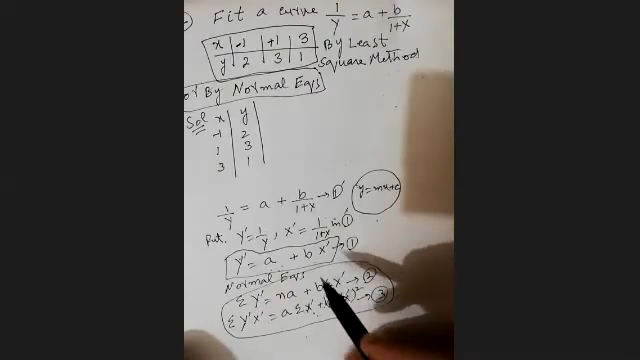 Fit a curve 1/Y = a + b/(1+X)
x | -1 | +1 | 3
y | 2 | 3 | 1
By Least
Square Method
or By Normal Eqs
Sol
x | y
-1 | 2
1 | 3
3 | 1
1/Y = a + b/(1+x) → ①'
y = mx + c
Put Y' = 1/Y, X' = 1/(1+x) in ①'
Y' = a + b X' → ①
Normal Eqs
Σ Y' = na + b X' → ②
Σ Y'X' = a Σ X' + X')² → ③